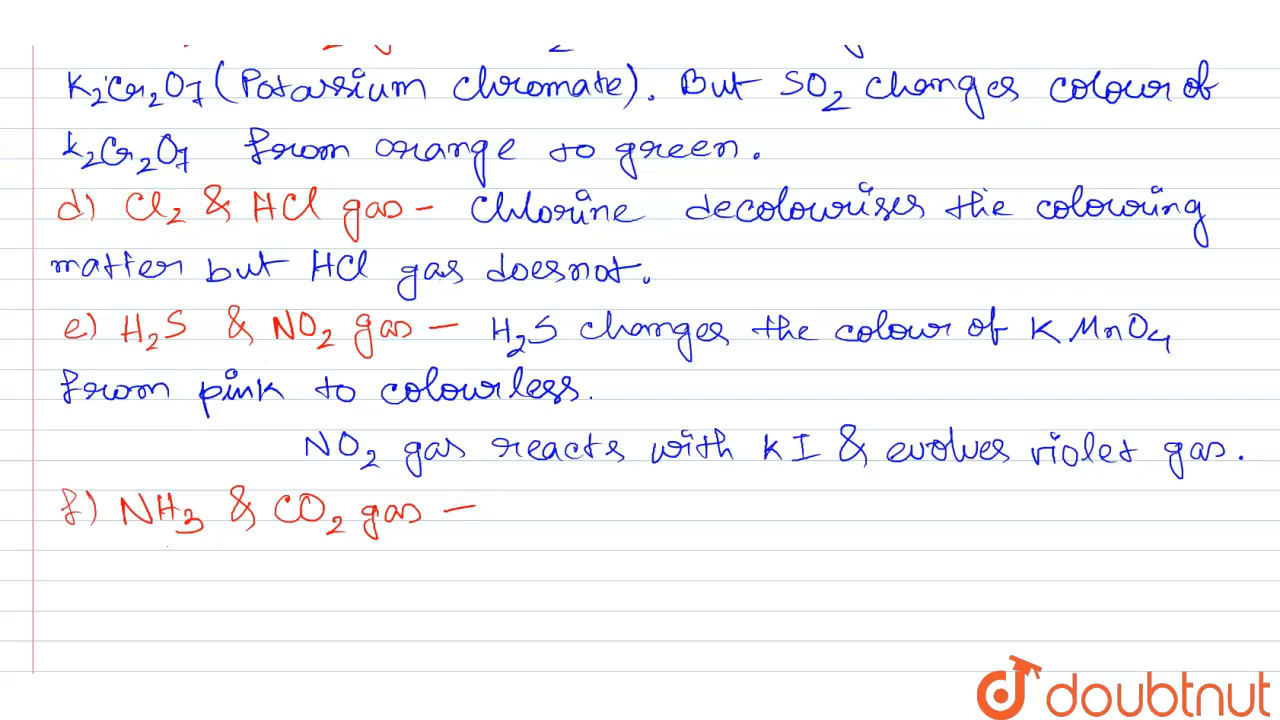 K₂Cr₂O₇ (Potassium chromate). But SO₂ changes colour of
K₂Cr₂O₇ from orange to green.
d) Cl₂ & HCl gas - Chlorine decolourises the colouring
matter but HCl gas doesnot.
e) H₂S & NO₂ gas - H₂S changes the colour of KMnO₄
from pink to colourless.
NO₂ gas reacts with KI & evolves violet gas.
f) NH₃ & CO₂ gas -
doubtnut